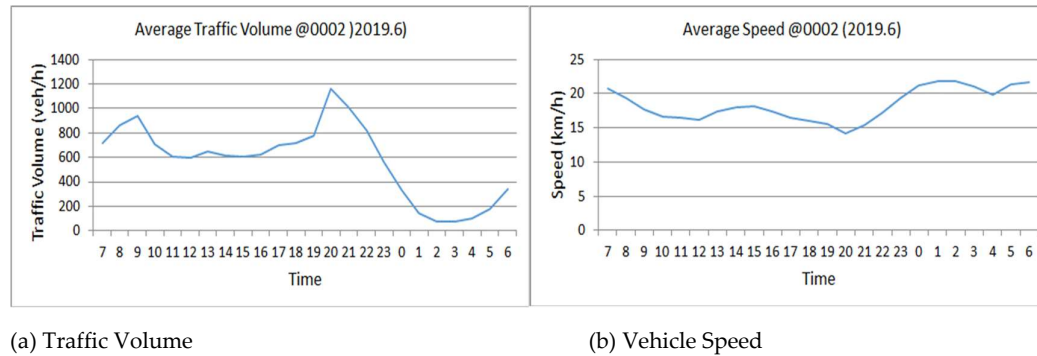 Average Traffic Volume @0002 )2019.6)
1400
1200
1000
800
600
400
200
0
Traffic Volume (veh/h)
7 8 9 10 11 12 13 14 15 16 17 18 19 20 21 22 23 0 1 2 3 4 5 6
Time
Average Speed @0002 (2019.6)
25
20
15
10
5
0
Speed (km/h)
7 8 9 10 11 12 13 14 15 16 17 18 19 20 21 22 23 0 1 2 3 4 5 6
Time
(a) Traffic Volume
(b) Vehicle Speed